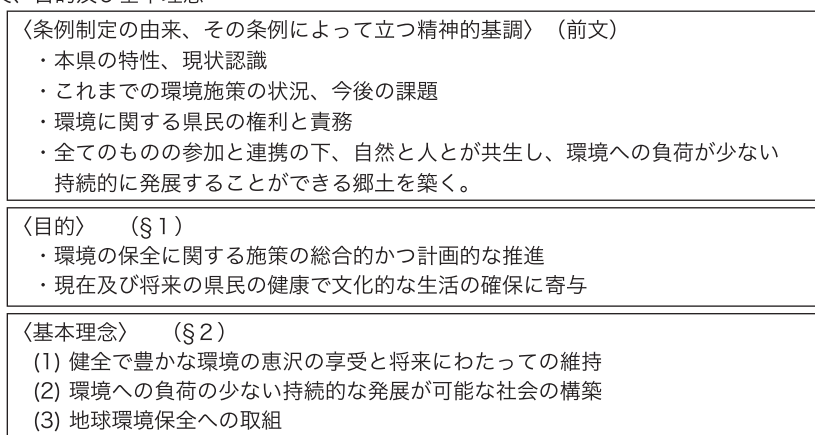 〈条例制定の由来、その条例によって立つ精神的基調〉（前文）
・本県の特性、現状認識
・これまでの環境施策の状況、今後の課題
・環境に関する県民の権利と責務
・全てのものの参加と連携の下、自然と人とが共生し、環境への負荷が少ない
持続的に発展することができる郷土を築く。
〈目的〉　（§１）
・環境の保全に関する施策の総合的かつ計画的な推進
・現在及び将来の県民の健康で文化的な生活の確保に寄与
〈基本理念〉　（§２）
(1) 健全で豊かな環境の恵沢の享受と将来にわたっての維持
(2) 環境への負荷の少ない持続的な発展が可能な社会の構築
(3) 地球環境保全への取組